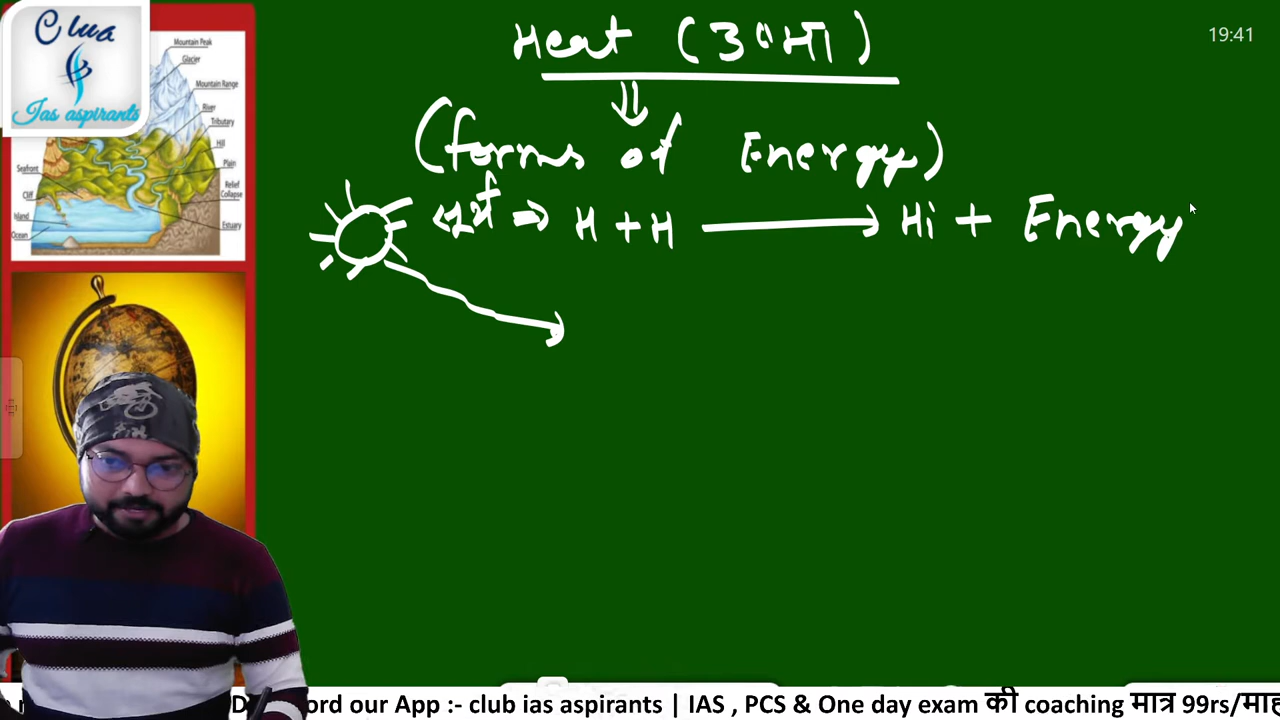 Clua
Ias aspirants
Mountain Peak
Glacier
Mountain Range
River
Tributary
Hill
Plain
Seafront
Relief
Collapse
Cliff
Island
Estuary
Ocean
19:41
Heat (उष्मा)
(forms of Energy)
⇒ H + H → Hi + Energy
ord our App :- club ias aspirants | IAS , PCS & One day exam की coaching मात्र 99rs/माह